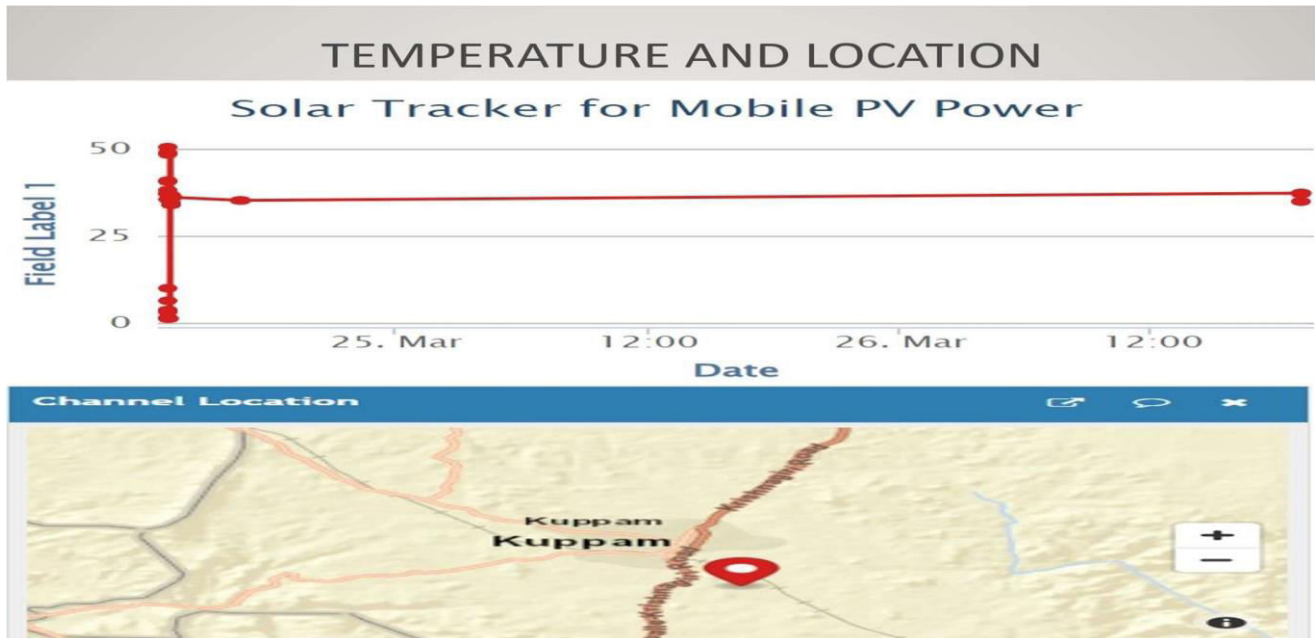 TEMPERATURE AND LOCATION
Solar Tracker for Mobile PV Power
50
25
0
Field Label 1
25. Mar
12:00
26. Mar
12:00
Date
Channel Location
Kuppam
Kuppam